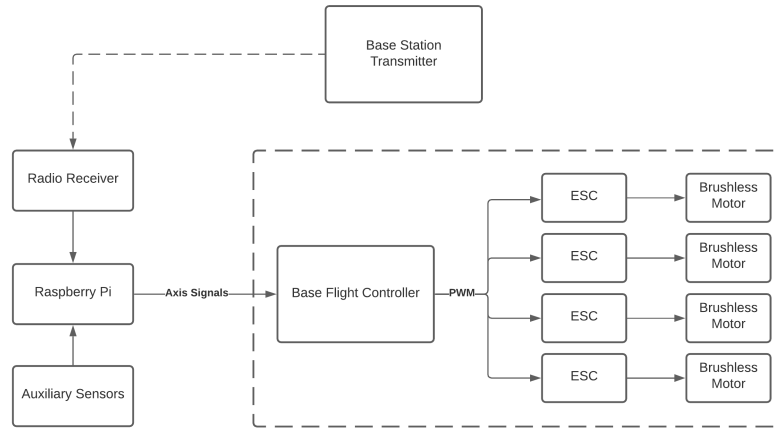 Base Station
Transmitter
Radio Receiver
Raspberry Pi
Auxiliary Sensors
Axis Signals
Base Flight Controller
PWM
ESC
Brushless
Motor
ESC
Brushless
Motor
ESC
Brushless
Motor
ESC
Brushless
Motor